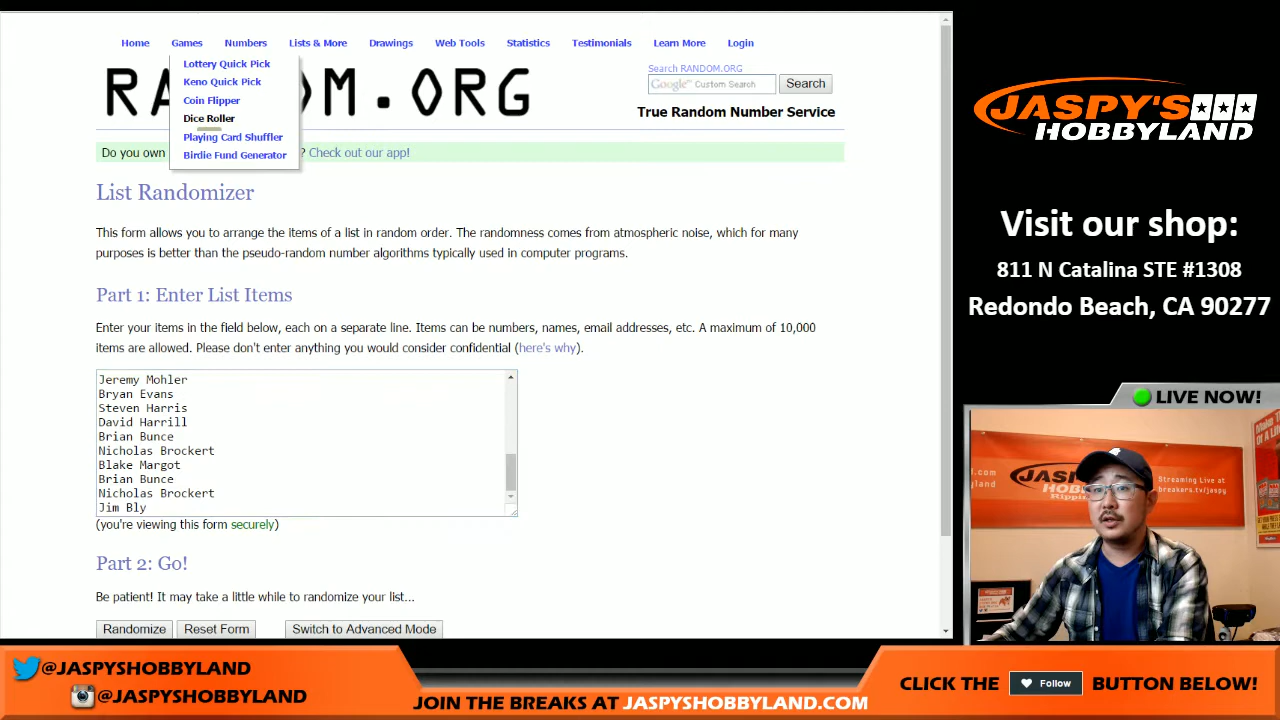 Home Games Numbers Lists & More Drawings Web Tools Statistics Testimonials Learn More Login
Lottery Quick Pick
Keno Quick Pick
Coin Flipper
Dice Roller
Playing Card Shuffler
Birdie Fund Generator
Search RANDOM.ORG
Google™ Custom Search Search
True Random Number Service
Do you own
? Check out our app!
List Randomizer
This form allows you to arrange the items of a list in random order. The randomness comes from atmospheric noise, which for many
purposes is better than the pseudo-random number algorithms typically used in computer programs.
Part 1: Enter List Items
Enter your items in the field below, each on a separate line. Items can be numbers, names, email addresses, etc. A maximum of 10,000
items are allowed. Please don't enter anything you would consider confidential (here's why).
Jeremy Mohler
Bryan Evans
Steven Harris
David Harrill
Brian Bunce
Nicholas Brockert
Blake Margot
Brian Bunce
Nicholas Brockert
Jim Bly
(you're viewing this form securely)
Part 2: Go!
Be patient! It may take a little while to randomize your list...
Randomize Reset Form Switch to Advanced Mode
JASPY'S
HOBBYLAND
Visit our shop:
811 N Catalina STE #1308
Redondo Beach, CA 90277
LIVE NOW!
Streaming Live at
breakers.tv/jaspy
@JASPYSHOBBYLAND
@JASPYSHOBBYLAND
JOIN THE BREAKS AT JASPYSHOBBYLAND.COM
CLICK THE Follow BUTTON BELOW!